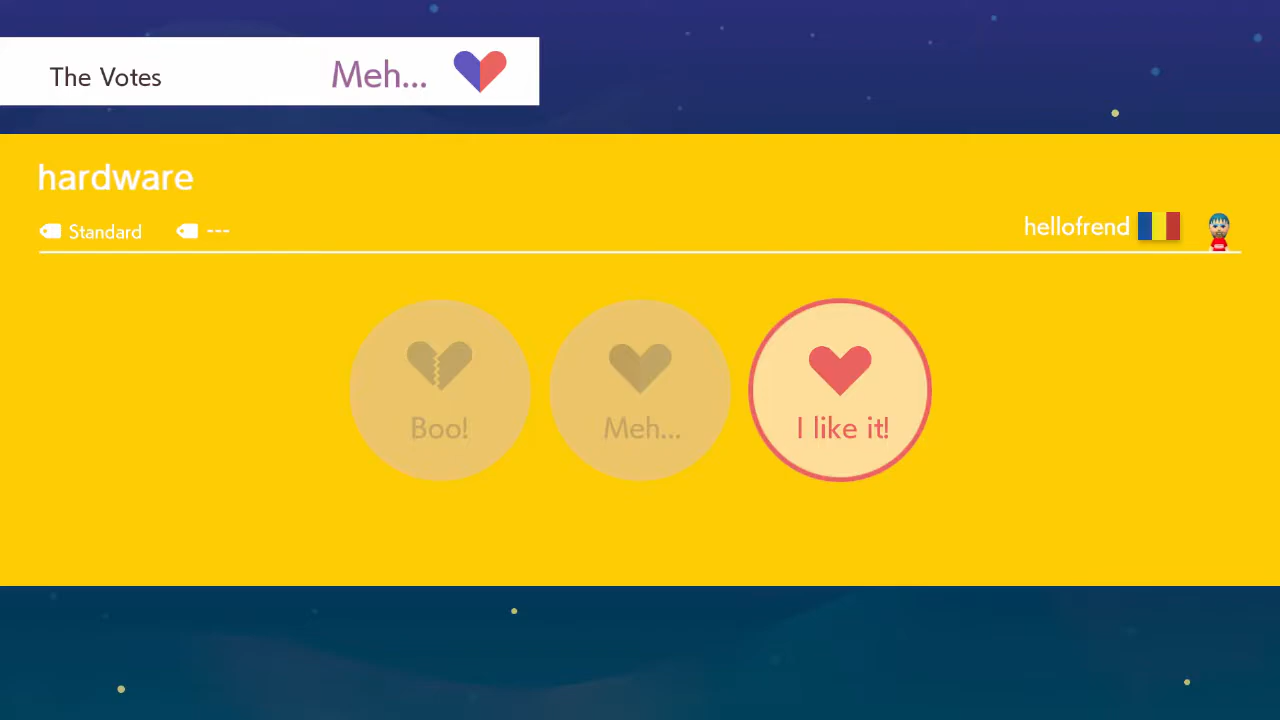 The Votes Meh...
hardware
Standard ---
hellofrend
Boo! Meh... I like it!